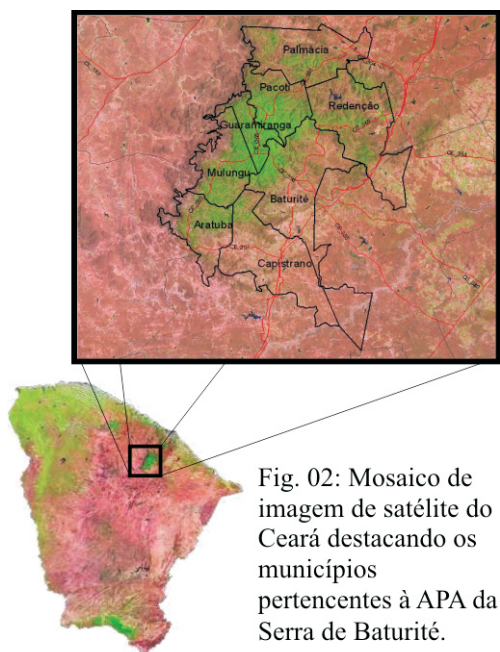 Palmácia
Pacoti
Redenção
Guaramiranga
Mulungu
Baturité
Aratuba
Capistrano
Fig. 02: Mosaico de
imagem de satélite do
Ceará destacando os
municípios
pertencentes à APA da
Serra de Baturité.